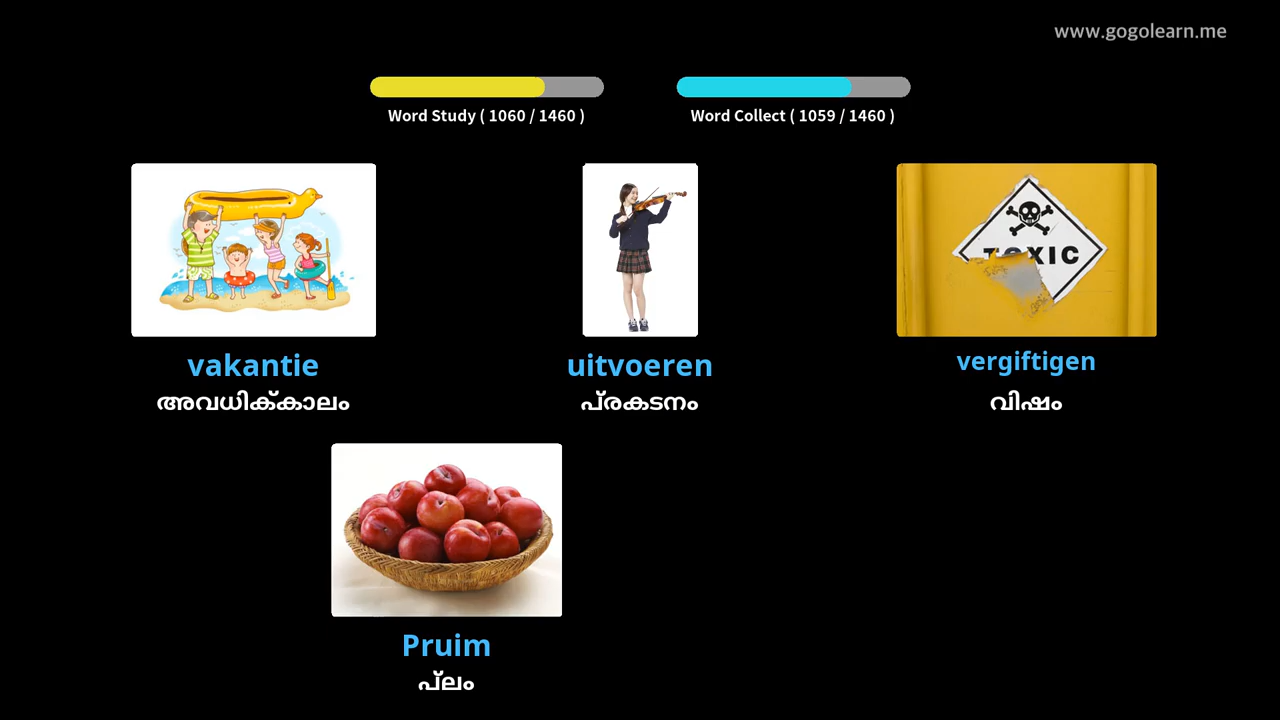 www.gogolearn.me
Word Study ( 1060 / 1460 )
Word Collect ( 1059 / 1460 )
TOXIC
vakantie
uitvoeren
vergiftigen
അവധിക്കാലം
പ്രകടനം
വിഷം
Pruim
പ്ലം